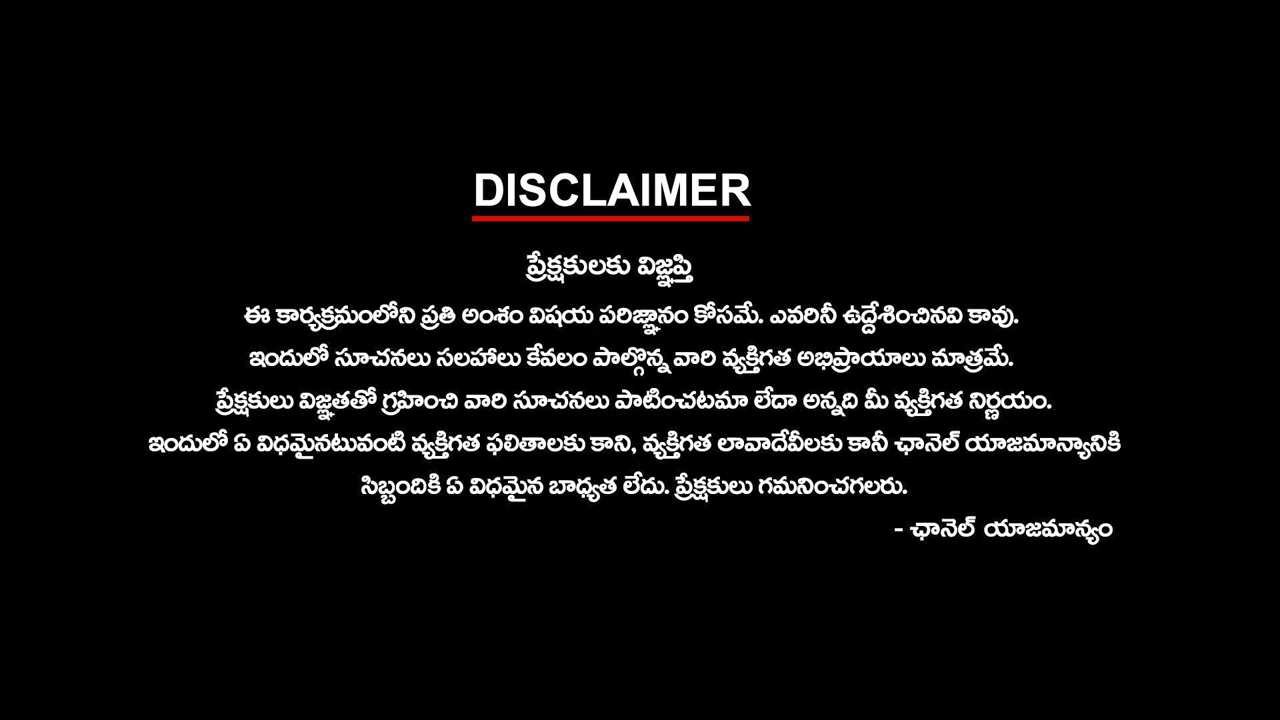 DISCLAIMER
ప్రేక్షకులకు విజ్ఞప్తి
ఈ కార్యక్రమంలోని ప్రతి అంశం విషయ పరిజ్ఞానం కోసమే. ఎవరినీ ఉద్దేశించినవి కావు.
ఇందులో సూచనలు సలహాలు కేవలం పాల్గొన్న వారి వ్యక్తిగత అభిప్రాయాలు మాత్రమే.
ప్రేక్షకులు విజ్ఞతతో గ్రహించి వారి సూచనలు పాటించటమా లేదా అన్నది మీ వ్యక్తిగత నిర్ణయం.
ఇందులో ఏ విధమైనటువంటి వ్యక్తిగత ఫలితాలకు కాని, వ్యక్తిగత లావాదేవీలకు కానీ ఛానెల్ యాజమాన్యానికి
సిబ్బందికి ఏ విధమైన బాధ్యత లేదు. ప్రేక్షకులు గమనించగలరు.
- ఛానెల్ యాజమాన్యం